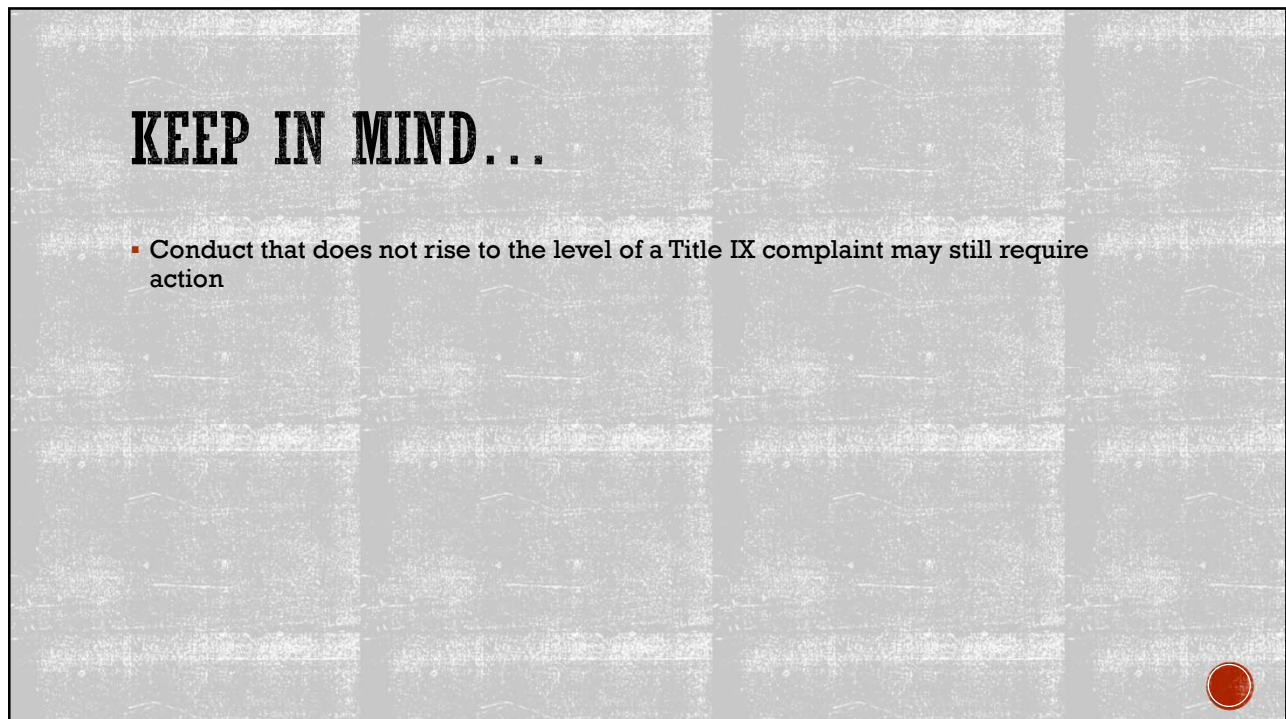 KEEP IN MIND...
▪ Conduct that does not rise to the level of a Title IX complaint may still require
action